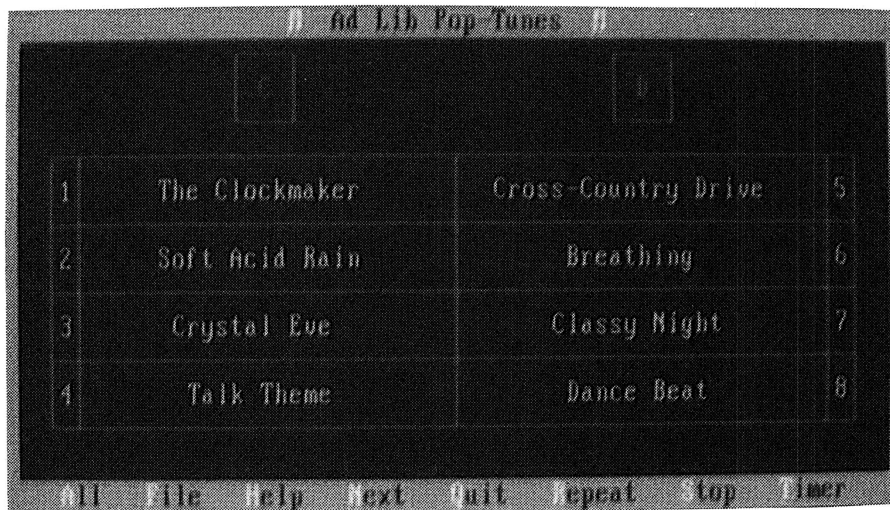 ♫ Ad Lib Pop-Tunes ♫
C D
1 The Clockmaker Cross-Country Drive 5
2 Soft Acid Rain Breathing 6
3 Crystal Eve Classy Night 7
4 Talk Theme Dance Beat 8
All File Help Next Quit Repeat Stop Timer